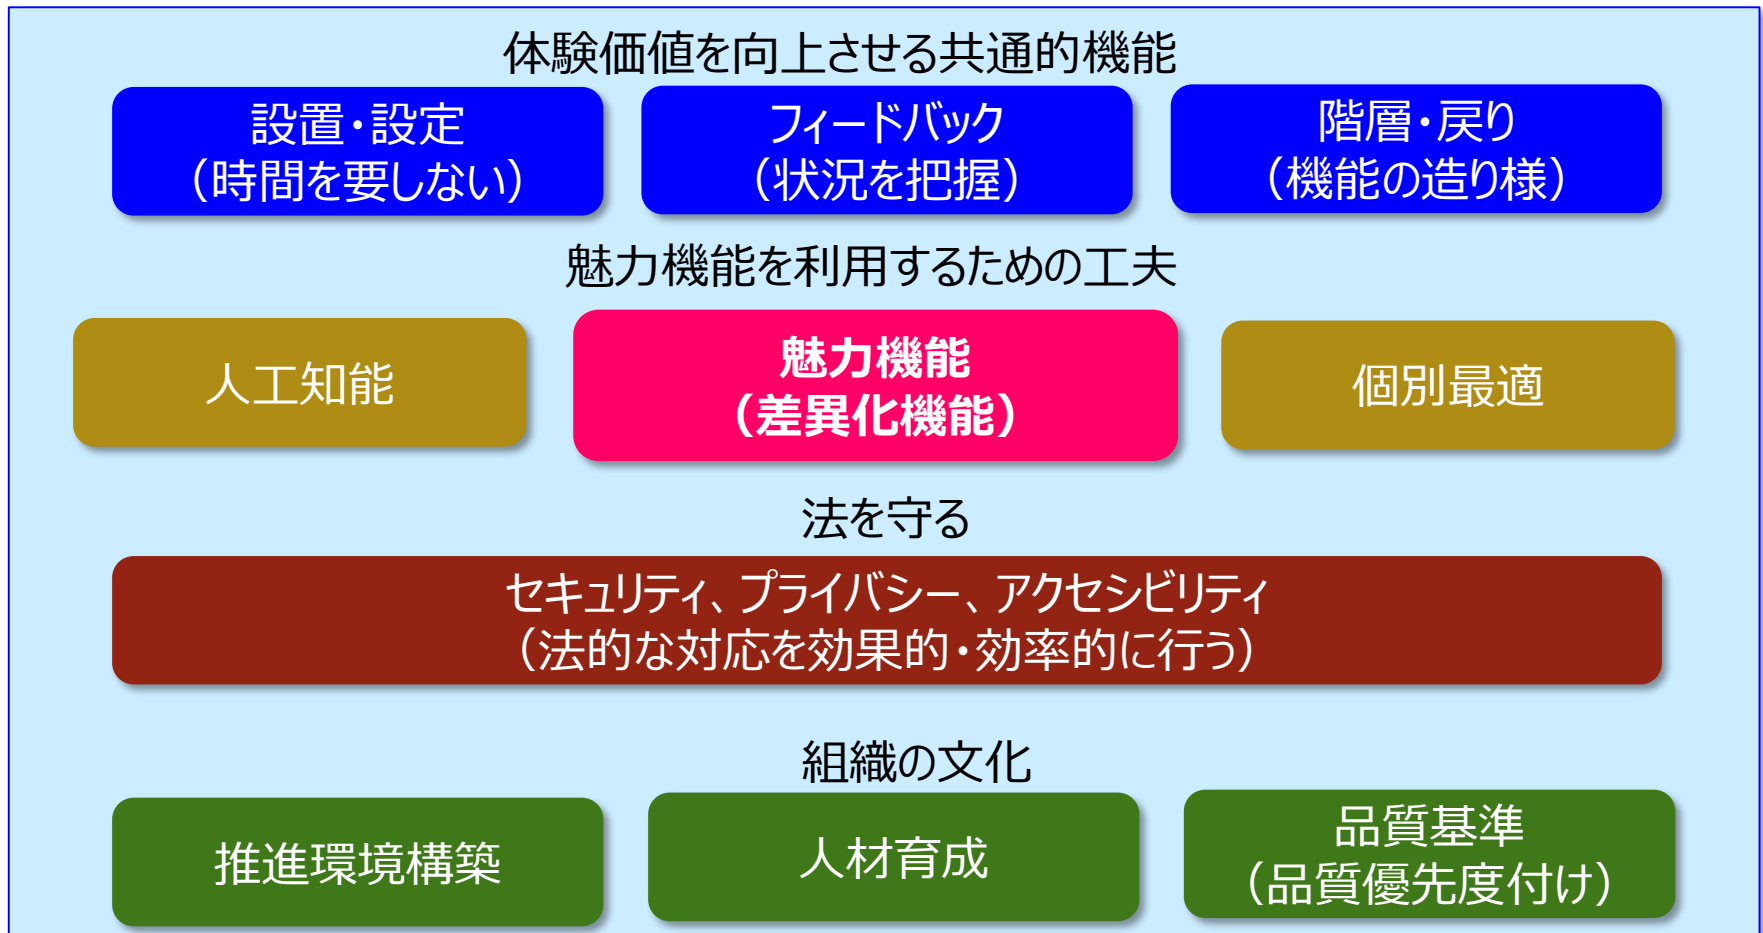 体験価値を向上させる共通的機能
設置・設定
（時間を要しない）
フィードバック
（状況を把握）
階層・戻り
（機能の造り様）
魅力機能を利用するための工夫
人工知能
魅力機能
（差異化機能）
個別最適
法を守る
セキュリティ、プライバシー、アクセシビリティ
（法的な対応を効果的・効率的に行う）
組織の文化
推進環境構築
人材育成
品質基準
（品質優先度付け）